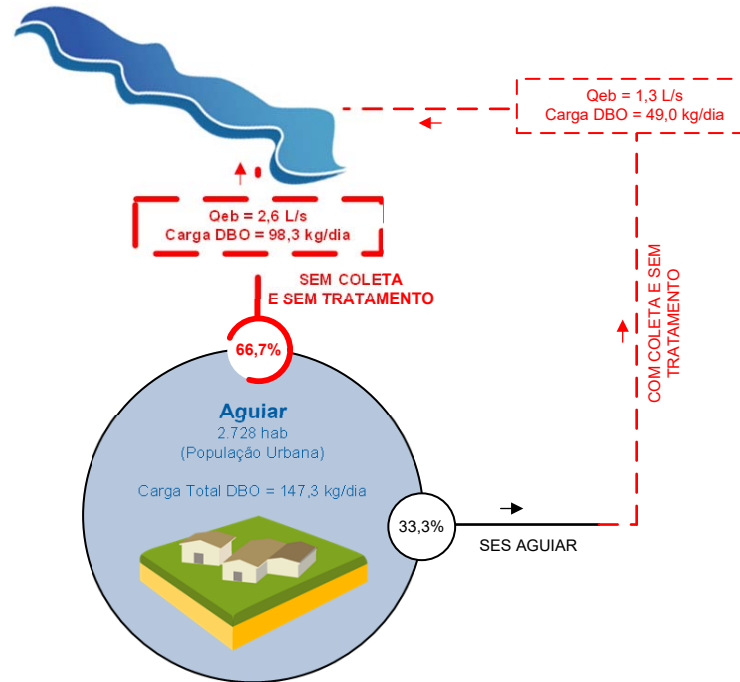 Qeb = 1,3 L/s
Carga DBO = 49,0 kg/dia
Qeb = 2,6 L/s
Carga DBO = 98,3 kg/dia
SEM COLETA
E SEM TRATAMENTO
COM COLETA E SEM
TRATAMENTO
66,7%
Aguiar
2.728 hab
(População Urbana)
Carga Total DBO = 147,3 kg/dia
33,3%
SES AGUIAR